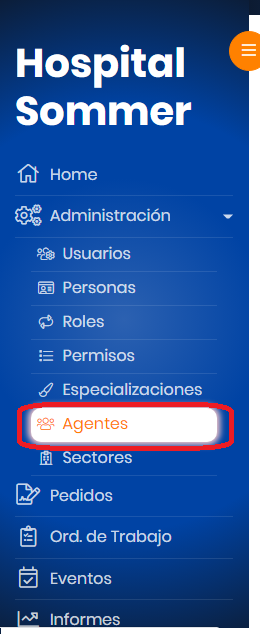 Hospital
Sommer
Home
Administración
Usuarios
Personas
Roles
Permisos
Especializaciones
Agentes
Sectores
Pedidos
Ord. de Trabajo
Eventos
Informes